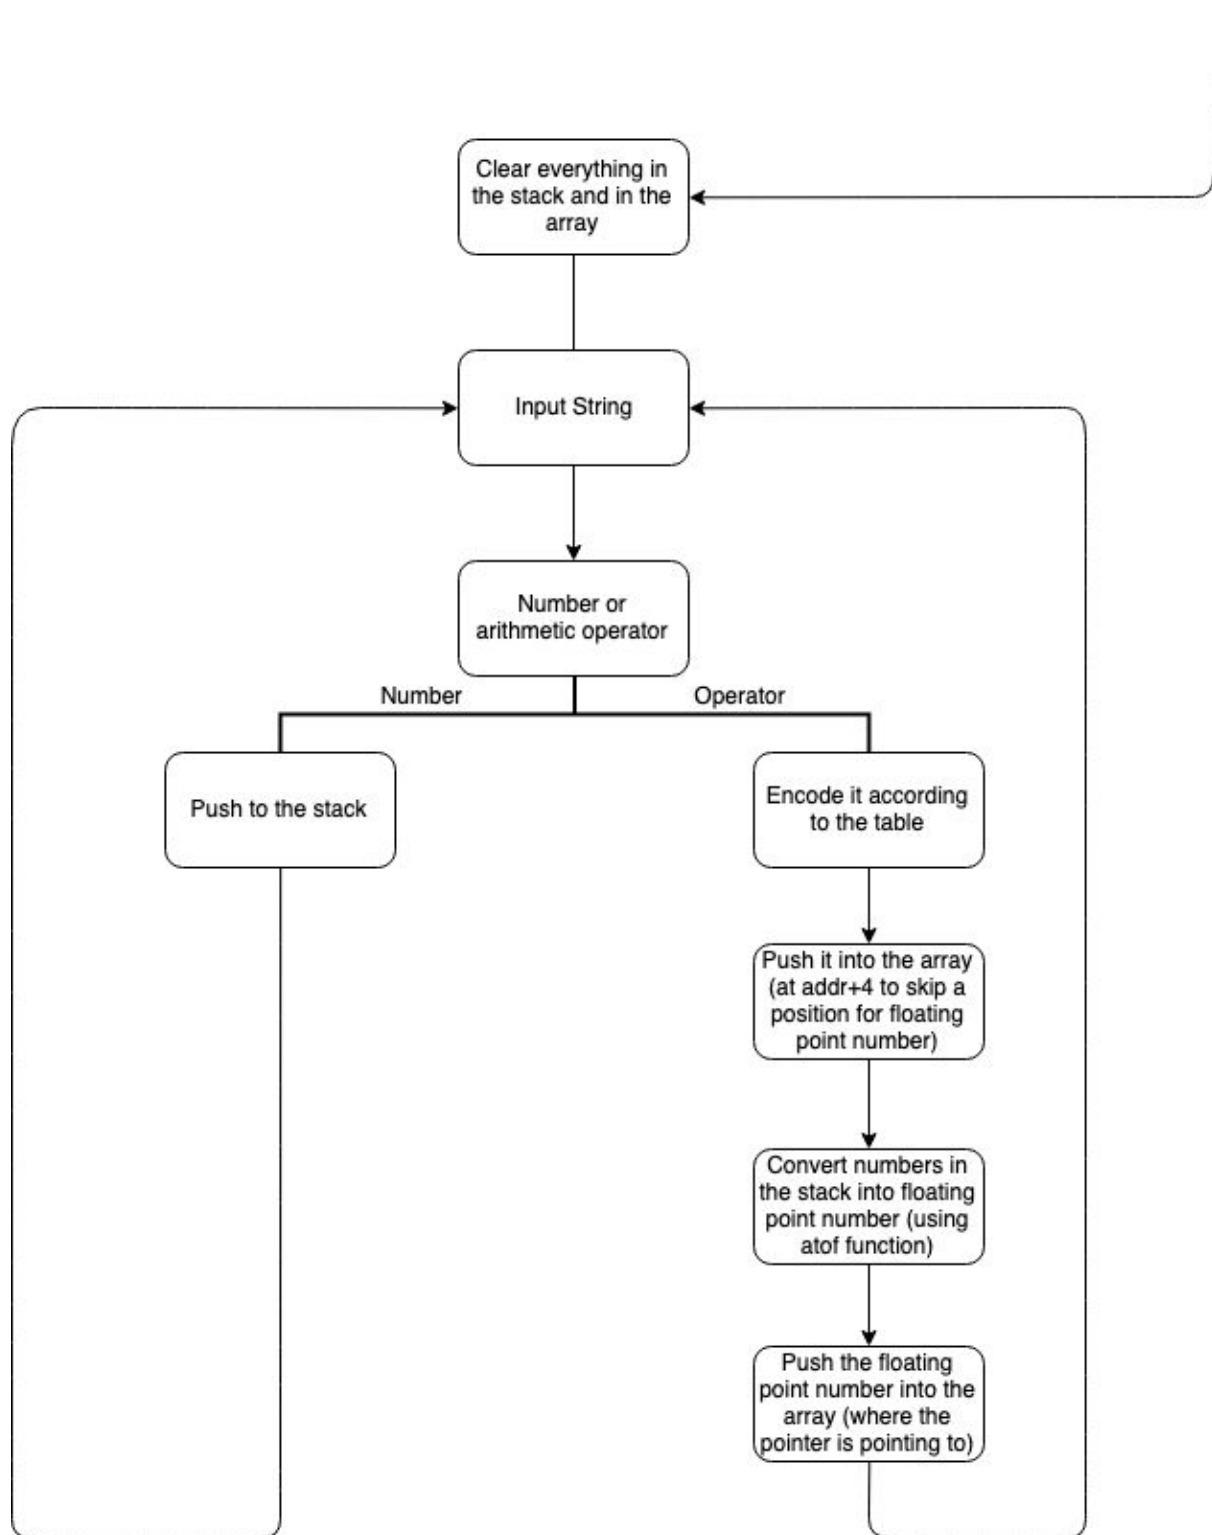 Clear everything in
the stack and in the
array
Input String
Number or
arithmetic operator
Number
Operator
Push to the stack
Encode it according
to the table
Push it into the array
(at addr+4 to skip a
position for floating
point number)
Convert numbers in
the stack into floating
point number (using
atof function)
Push the floating
point number into the
array (where the
pointer is pointing to)